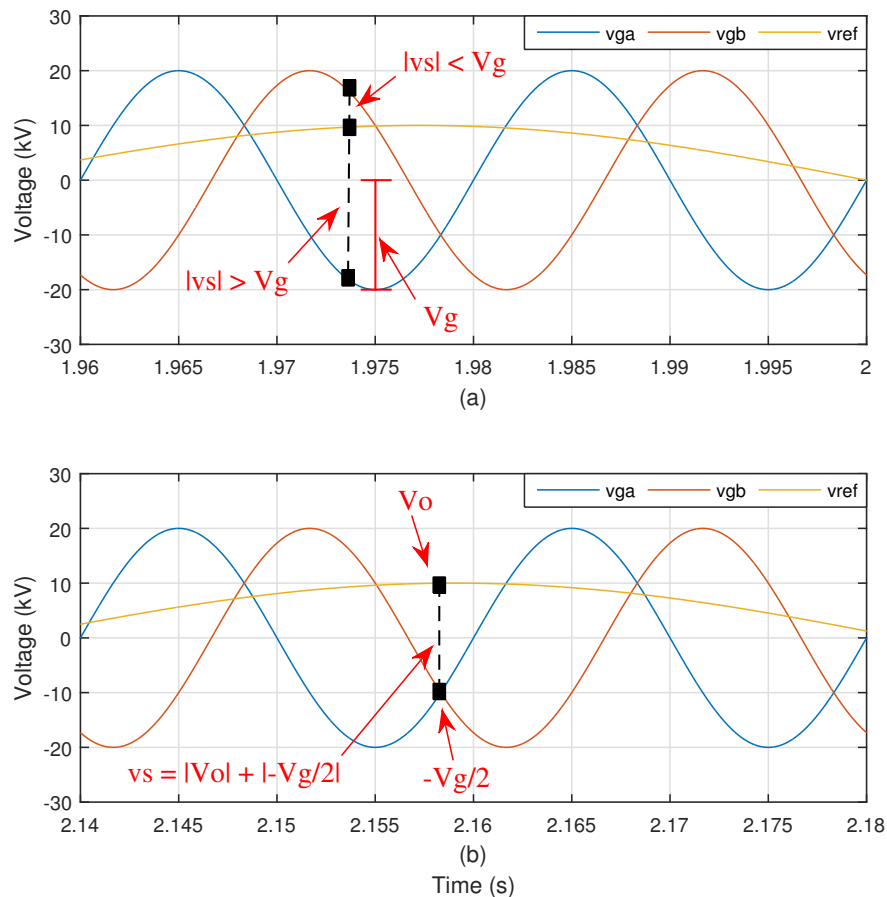 30
vga vgb vref
|vs| < Vg
20
10
0
-10
-20
-30
Voltage (kV)
|vs| > Vg
Vg
1.96 1.965 1.97 1.975 1.98 1.985 1.99 1.995 2
(a)
30
vga vgb vref
20
10
0
-10
-20
-30
Voltage (kV)
Vo
vs = |Vo| + |-Vg/2|
-Vg/2
2.14 2.145 2.15 2.155 2.16 2.165 2.17 2.175 2.18
(b)
Time (s)